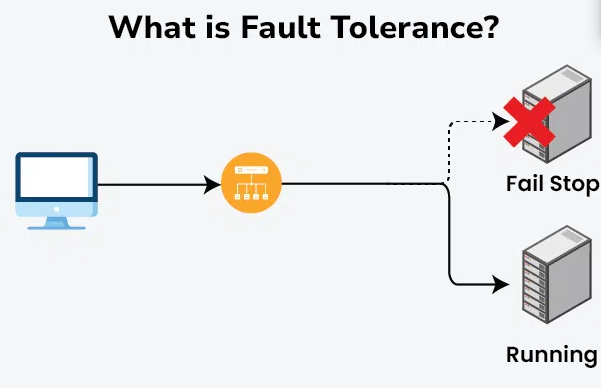 What is Fault Tolerance?
Fail Stop
Running